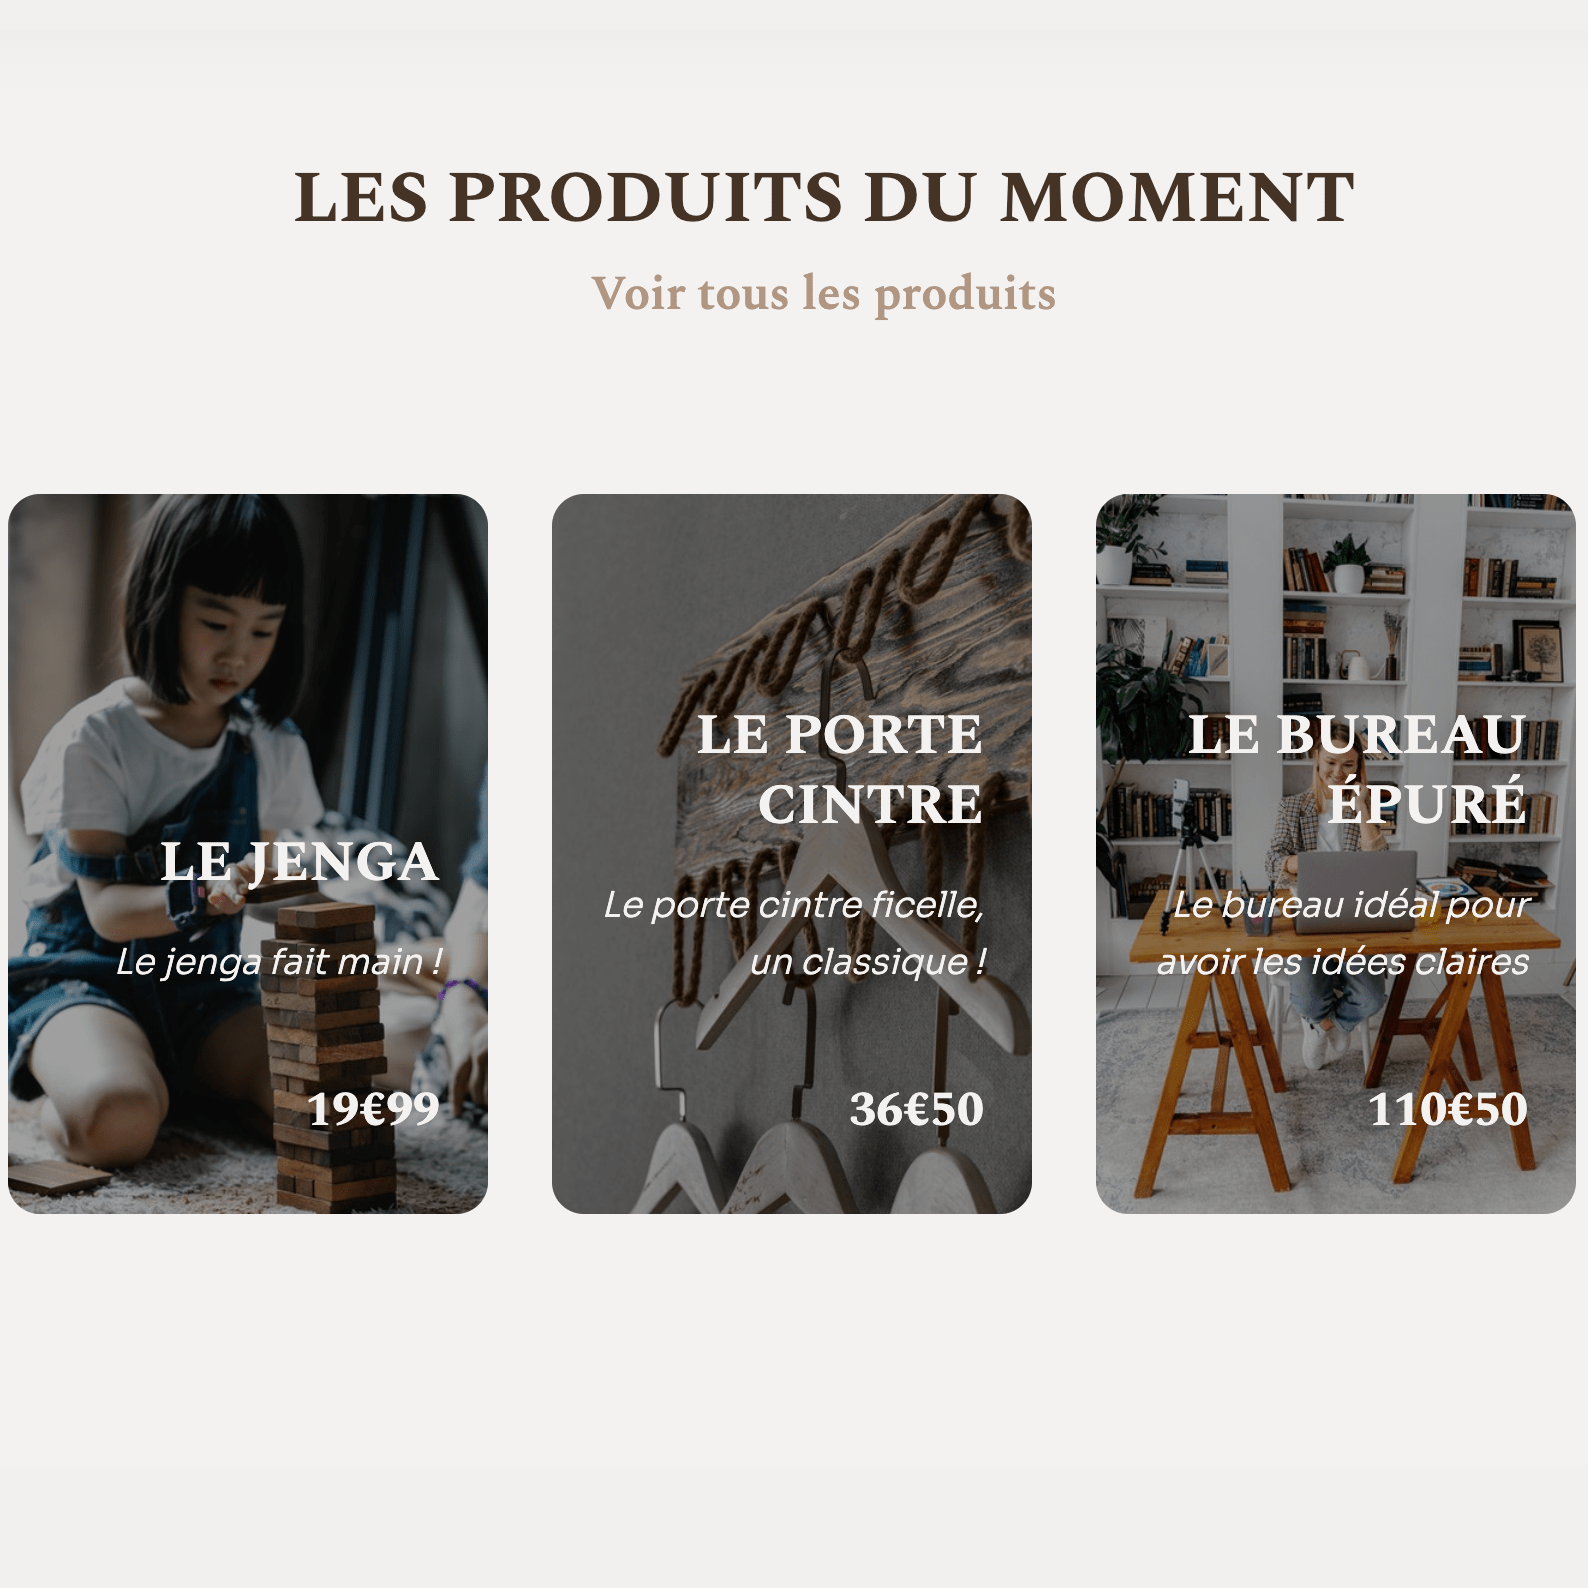 LES PRODUITS DU MOMENT
Voir tous les produits
LE JENGA
Le jenga fait main !
19€99
LE PORTE
CINTRE
Le porte cintre ficelle,
un classique !
36€50
LE BUREAU
ÉPURÉ
Le bureau idéal pour
avoir les idées claires
110€50